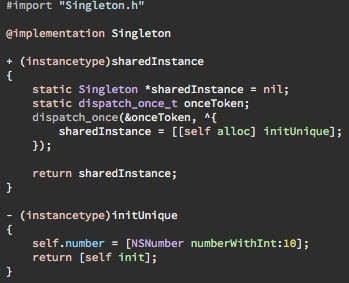 #import "Singleton.h"
@implementation Singleton
+ (instancetype)sharedInstance
{
static Singleton *sharedInstance = nil;
static dispatch_once_t onceToken;
dispatch_once(&onceToken, ^{
sharedInstance = [[self alloc] initUnique];
});
return sharedInstance;
}
- (instancetype)initUnique
{
self.number = [NSNumber numberWithInt:10];
return [self init];
}